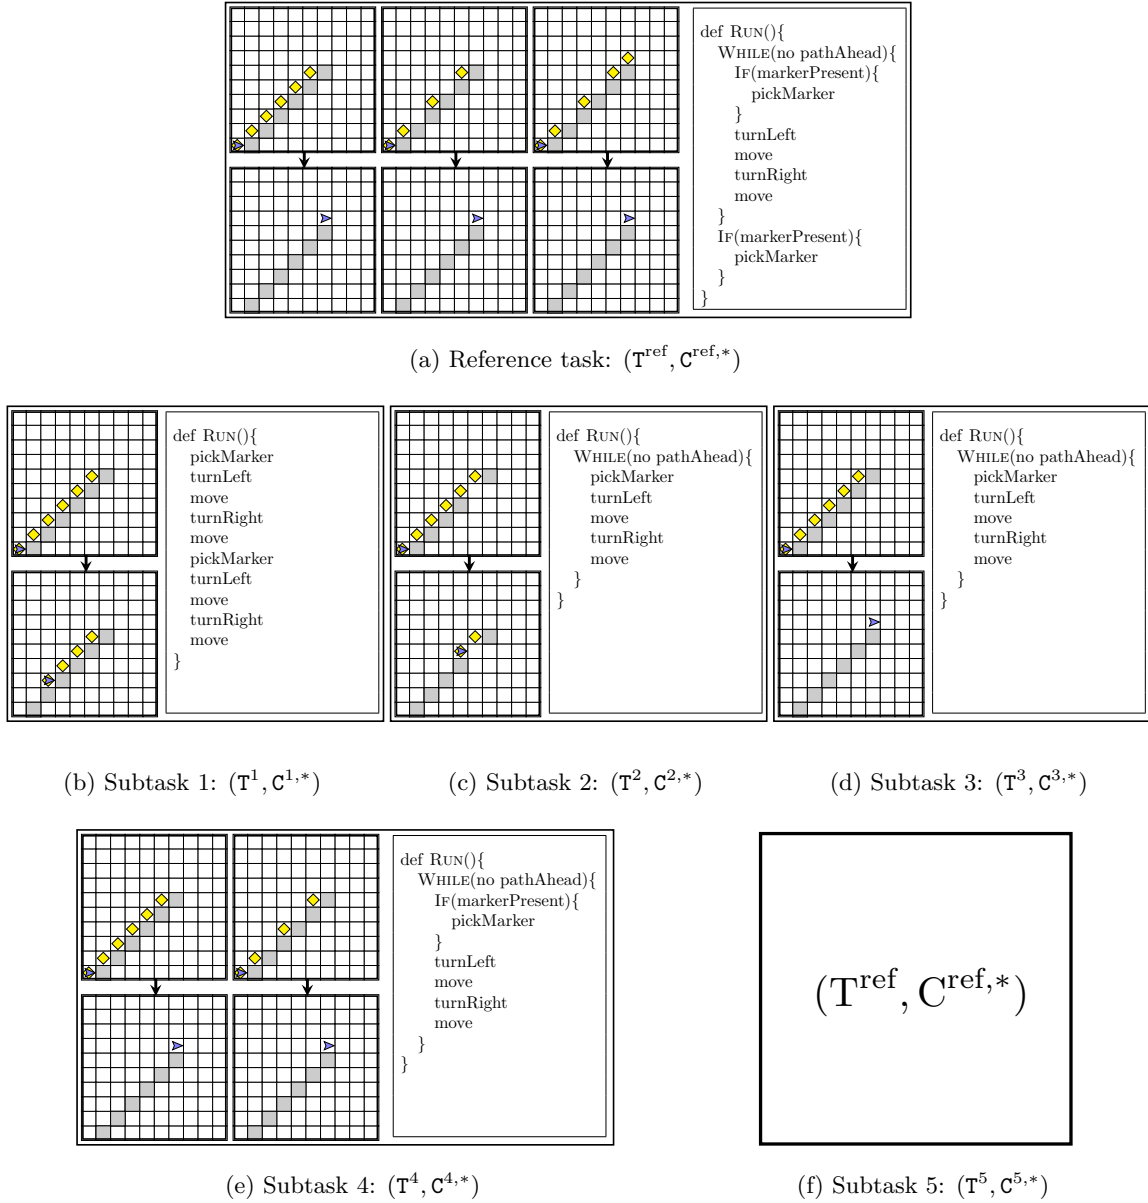 def RUN(){
WHILE(no pathAhead){
IF(markerPresent){
pickMarker
}
turnLeft
move
turnRight
move
}
IF(markerPresent){
pickMarker
}
}
(a) Reference task: (T^ref, C^ref,*)
def RUN(){
pickMarker
turnLeft
move
turnRight
move
pickMarker
turnLeft
move
turnRight
move
}
def RUN(){
WHILE(no pathAhead){
pickMarker
turnLeft
move
turnRight
move
}
}
def RUN(){
WHILE(no pathAhead){
pickMarker
turnLeft
move
turnRight
move
}
}
(b) Subtask 1: (T^1, C^1,*)
(c) Subtask 2: (T^2, C^2,*)
(d) Subtask 3: (T^3, C^3,*)
def RUN(){
WHILE(no pathAhead){
IF(markerPresent){
pickMarker
}
turnLeft
move
turnRight
move
}
}
(T^ref, C^ref,*)
(e) Subtask 4: (T^4, C^4,*)
(f) Subtask 5: (T^5, C^5,*)